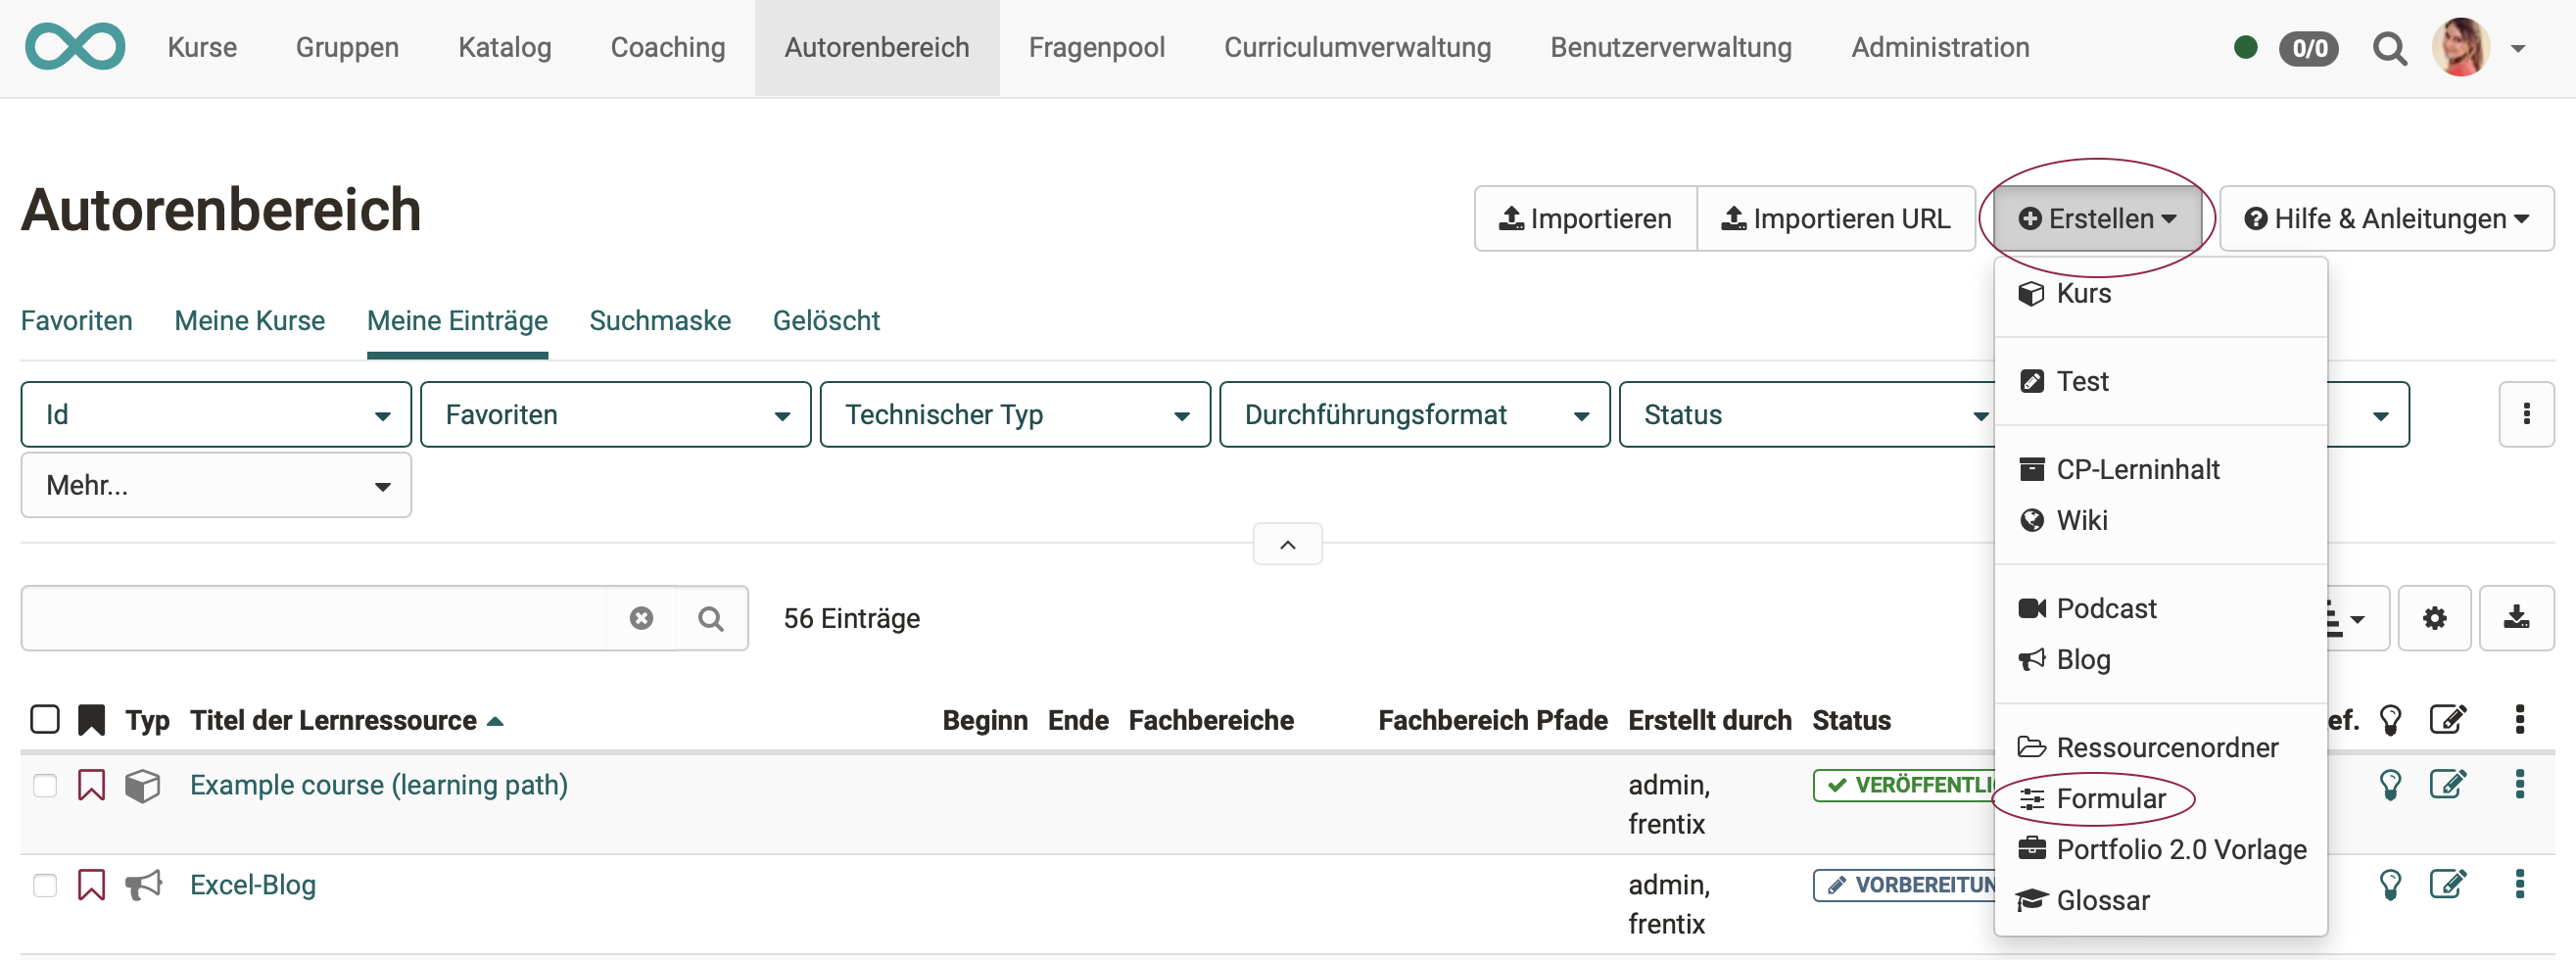 Kurse Gruppen Katalog Coaching Autorenbereich Fragenpool Curriculumverwaltung Benutzerverwaltung Administration 0/0
Autorenbereich
Importieren Importieren URL Erstellen Hilfe & Anleitungen
Kurs
Test
CP-Lerninhalt
Wiki
Podcast
Blog
Ressourcenordner
Formular
Portfolio 2.0 Vorlage
Glossar
Favoriten Meine Kurse Meine Einträge Suchmaske Gelöscht
Id Favoriten Technischer Typ Durchführungsformat Status
Mehr...
56 Einträge
Typ Titel der Lernressource Beginn Ende Fachbereiche Fachbereich Pfade Erstellt durch Status ef.
Example course (learning path) admin, VERÖFFENTLI
frentix
Excel-Blog admin, VORBEREITUN
frentix